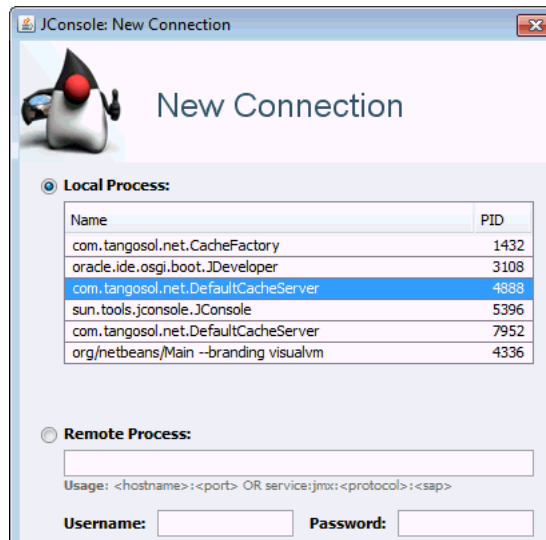 JConsole: New Connection
New Connection
Local Process:
Name PID
com.tangosol.net.CacheFactory 1432
oracle.ide.osgi.boot.JDeveloper 3108
com.tangosol.net.DefaultCacheServer 4888
sun.tools.jconsole.JConsole 5396
com.tangosol.net.DefaultCacheServer 7952
org/netbeans/Main --branding visualvm 4336
Remote Process:
Usage: <hostname>:<port> OR service:jmx:<protocol>:<sap>
Username: Password: